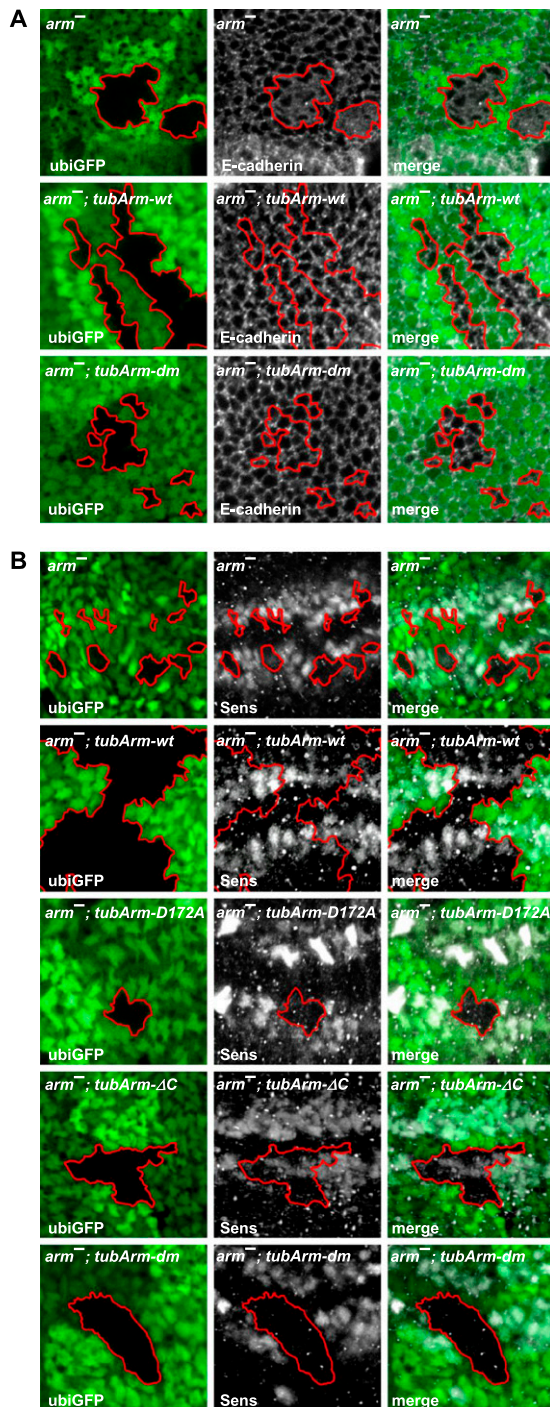 A
arm⁻
arm⁻
arm⁻
ubiGFP
E-cadherin
merge
arm⁻; tubArm-wt
arm⁻; tubArm-wt
arm⁻; tubArm-wt
ubiGFP
E-cadherin
merge
arm⁻; tubArm-dm
arm⁻; tubArm-dm
arm⁻; tubArm-dm
ubiGFP
E-cadherin
merge
B
arm⁻
arm⁻
arm⁻
ubiGFP
Sens
merge
arm⁻; tubArm-wt
arm⁻; tubArm-wt
arm⁻; tubArm-wt
ubiGFP
Sens
merge
arm⁻; tubArm-D172A
arm⁻; tubArm-D172A
arm⁻; tubArm-D172A
ubiGFP
Sens
merge
arm⁻; tubArm-ΔC
arm⁻; tubArm-ΔC
arm⁻; tubArm-ΔC
ubiGFP
Sens
merge
arm⁻; tubArm-dm
arm⁻; tubArm-dm
arm⁻; tubArm-dm
ubiGFP
Sens
merge